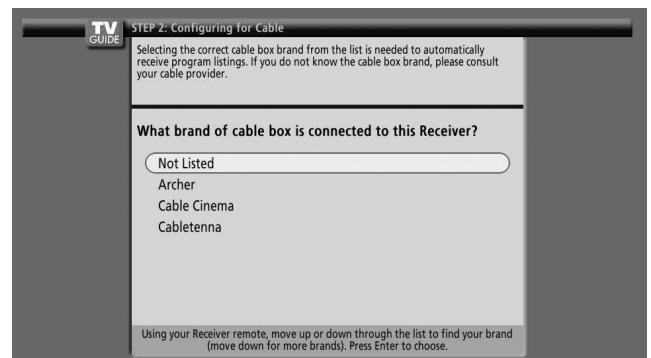 TV
GUIDE
STEP 2: Configuring for Cable
Selecting the correct cable box brand from the list is needed to automatically
receive program listings. If you do not know the cable box brand, please consult
your cable provider.
What brand of cable box is connected to this Receiver?
Not Listed
Archer
Cable Cinema
Cabletenna
Using your Receiver remote, move up or down through the list to find your brand
(move down for more brands). Press Enter to choose.